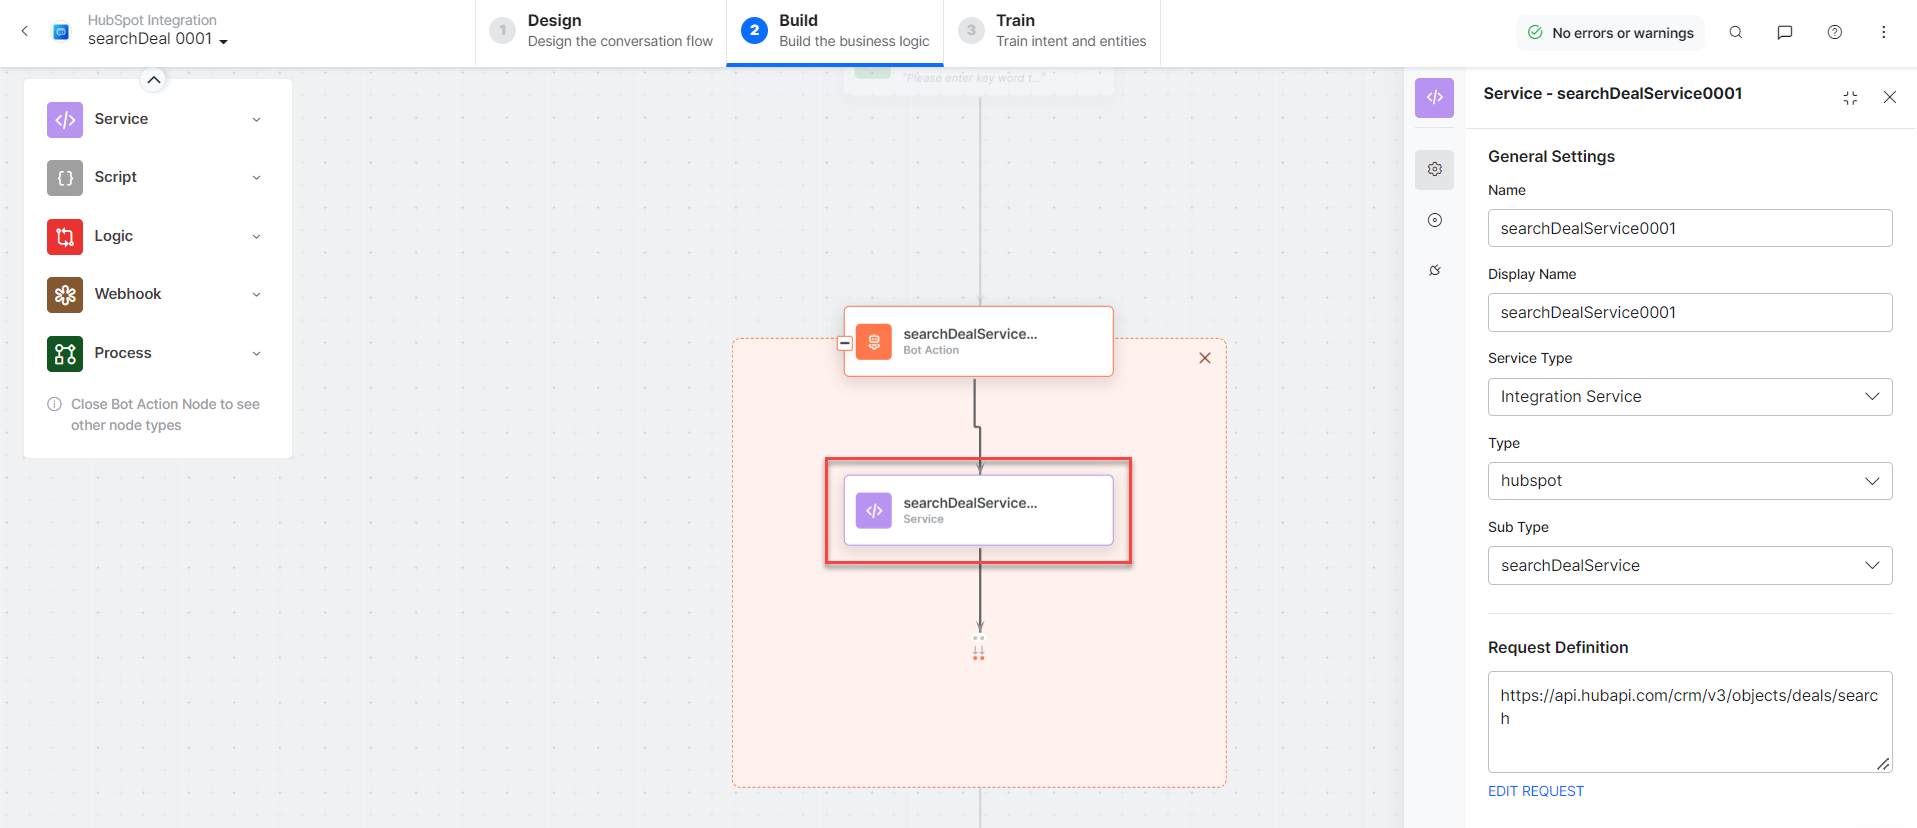 HubSpot Integration
searchDeal 0001
1
Design
Design the conversation flow
2
Build
Build the business logic
3
Train
Train intent and entities
No errors or warnings
Service
Script
Logic
Webhook
Process
Close Bot Action Node to see
other node types
"Please enter key word t..."
searchDealService...
Bot Action
searchDealService...
Service
Service - searchDealService0001
General Settings
Name
searchDealService0001
Display Name
searchDealService0001
Service Type
Integration Service
Type
hubspot
Sub Type
searchDealService
Request Definition
https://api.hubapi.com/crm/v3/objects/deals/searc
h
EDIT REQUEST